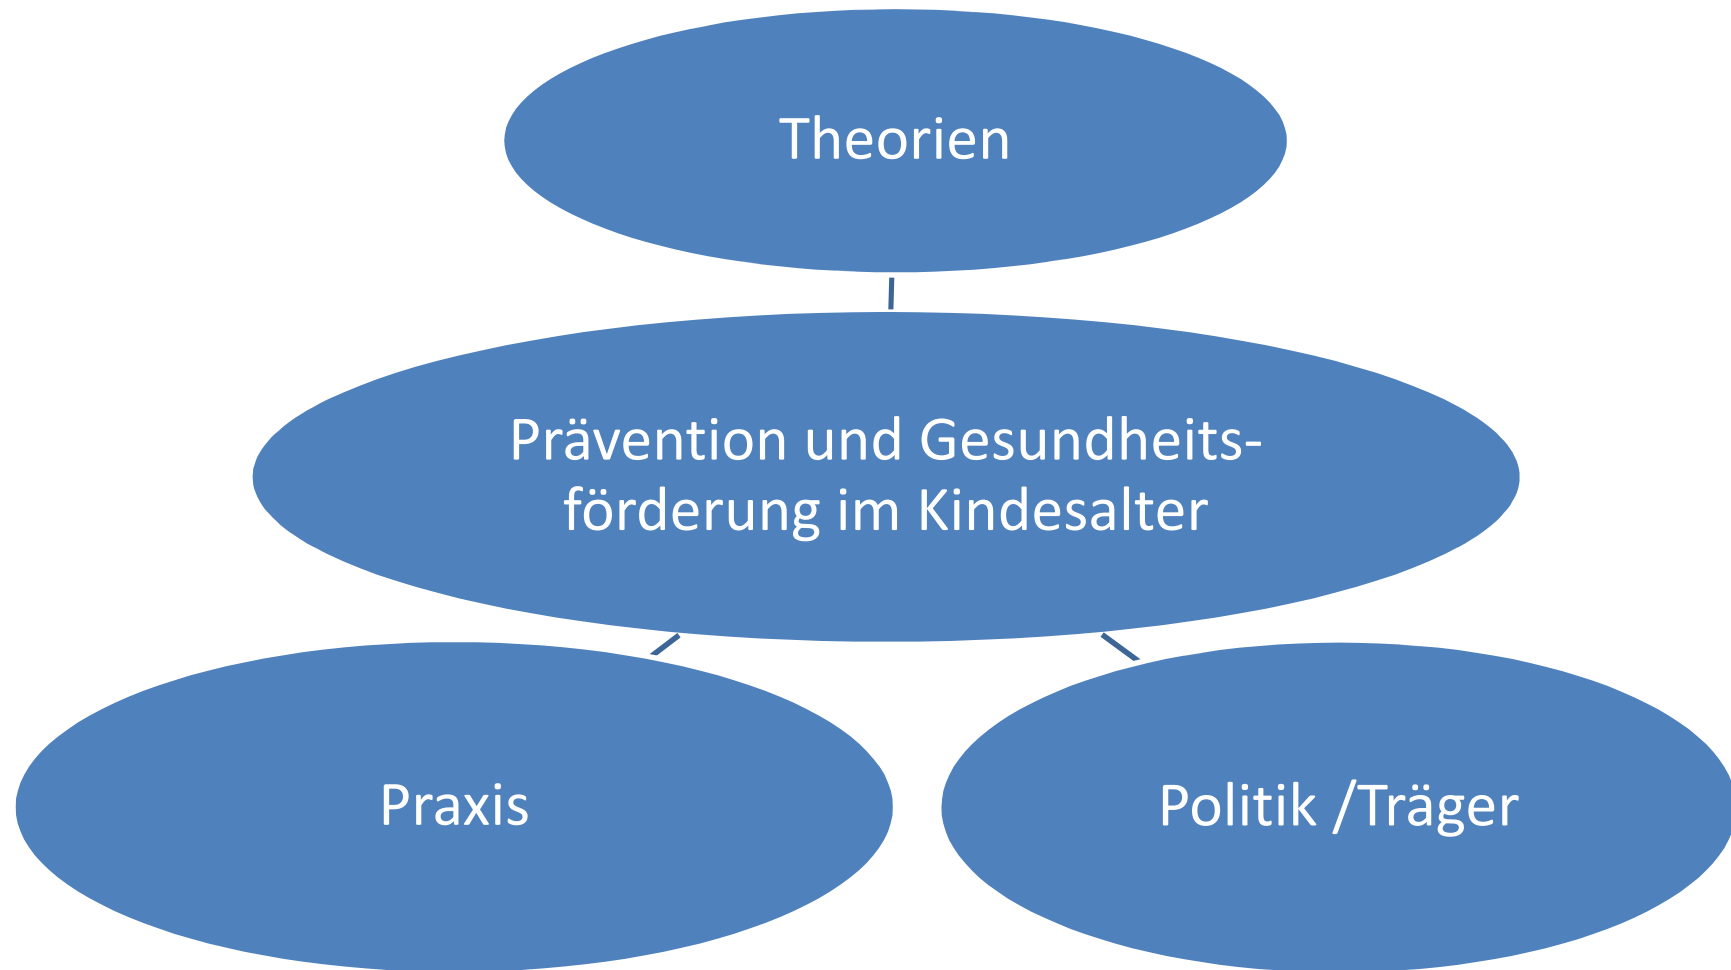 Theorien
Prävention und Gesundheits-
förderung im Kindesalter
Praxis
Politik /Träger